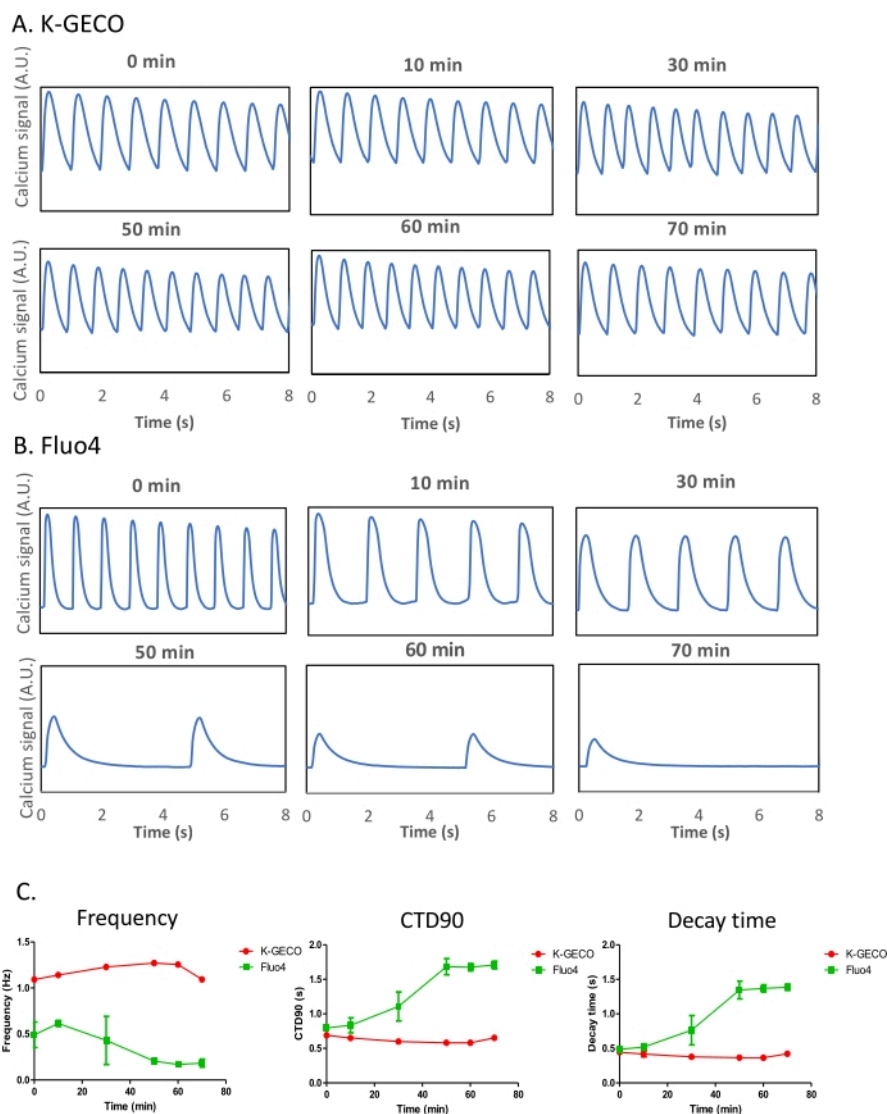 A. K-GECO
0 min 10 min 30 min
Calcium signal (A.U.)
50 min 60 min 70 min
Calcium signal (A.U.)
0 2 4 6 8 0 2 4 6 8 0 2 4 6 8
Time (s) Time (s) Time (s)
B. Fluo4
0 min 10 min 30 min
Calcium signal (A.U.)
50 min 60 min 70 min
Calcium signal (A.U.)
0 2 4 6 8 0 2 4 6 8 0 2 4 6 8
Time (s) Time (s) Time (s)
C.
Frequency
Frequency (Hz)
1.5
1.0
0.5
0.0
0 20 40 60 80
Time (min)
K-GECO
Fluo4
CTD90
CTD90 (s)
2.0
1.5
1.0
0.5
0.0
0 20 40 60 80
Time (min)
K-GECO
Fluo4
Decay time
Decay time (s)
2.0
1.5
1.0
0.5
0.0
0 20 40 60 80
Time (min)
K-GECO
Fluo4